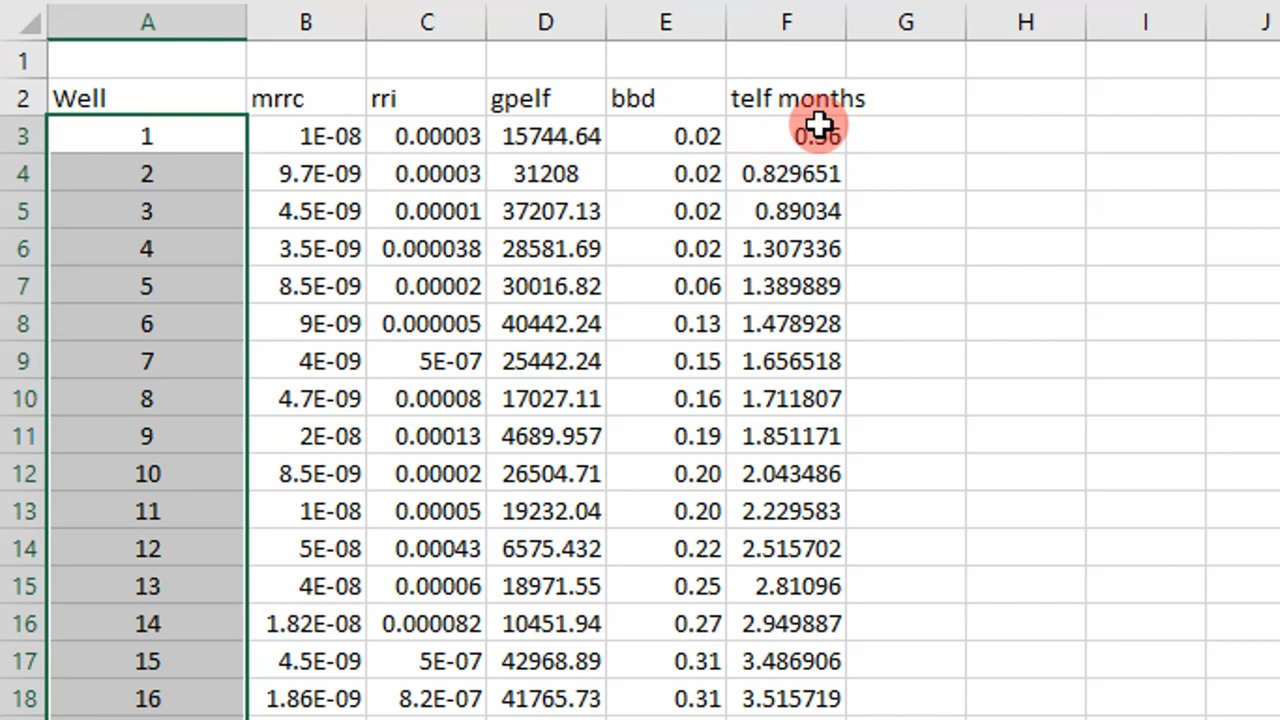 A B C D E F G H I J
1
2 Well mrrc rri gpelf bbd telf months
3 1 1E-08 0.00003 15744.64 0.02
4 2 9.7E-09 0.00003 31208 0.02 0.829651
5 3 4.5E-09 0.00001 37207.13 0.02 0.89034
6 4 3.5E-09 0.000038 28581.69 0.02 1.307336
7 5 8.5E-09 0.00002 30016.82 0.06 1.389889
8 6 9E-09 0.000005 40442.24 0.13 1.478928
9 7 4E-09 5E-07 25442.24 0.15 1.656518
10 8 4.7E-09 0.00008 17027.11 0.16 1.711807
11 9 2E-08 0.00013 4689.957 0.19 1.851171
12 10 8.5E-09 0.00002 26504.71 0.20 2.043486
13 11 1E-08 0.00005 19232.04 0.20 2.229583
14 12 5E-08 0.00043 6575.432 0.22 2.515702
15 13 4E-08 0.00006 18971.55 0.25 2.81096
16 14 1.82E-08 0.000082 10451.94 0.27 2.949887
17 15 4.5E-09 5E-07 42968.89 0.31 3.486906
18 16 1.86E-09 8.2E-07 41765.73 0.31 3.515719